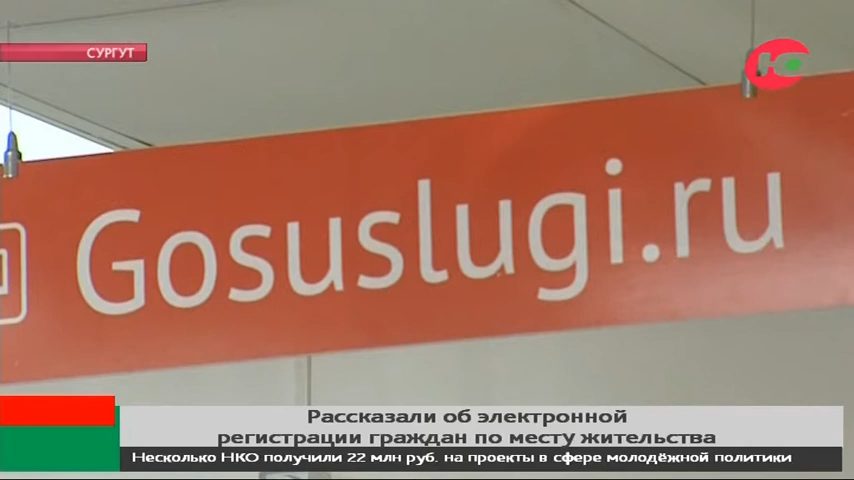 СУРГУТ
Ю
Gosuslugi.ru
Рассказали об электронной
регистрации граждан по месту жительства
Несколько НКО получили 22 млн руб. на проекты в сфере молодёжной политики